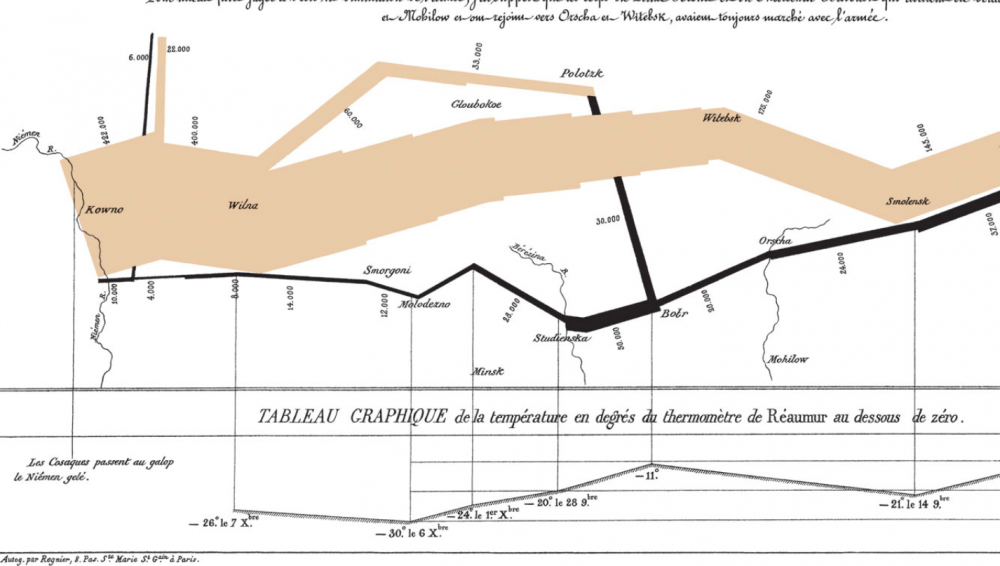 et Mohilow et ont rejoint vers Orscha et Witebsk, avaient toujours marché avec l'armée.
6.000
22.000
33.000
Polotzk
Niémen R.
422.000
400.000
60.000
Gloubokoe
175.000
Witebsk
145.000
Kowno
Wilna
Smolensk
30.000
Bérézina R.
Orscha
24.000
37.000
Smorgoni
Niémen R.
10.000
4.000
8.000
14.000
12.000
Molodezno
28.000
Studienska
50.000
Bobr
20.000
Minsk
Mohilow
TABLEAU GRAPHIQUE de la température en degrés du thermomètre de Réaumur au dessous de zéro.
Les Cosaques passent au galop
le Niémen gelé.
— 26.° le 7 X.bre
— 30.° le 6 X.bre
— 24.° le 1.er X.bre
— 20.° le 28 9.bre
— 11.°
— 21.° le 14 9.bre
Autog. par Regnier, 8. Pas. S.te Marie S.t G.ain à Paris.